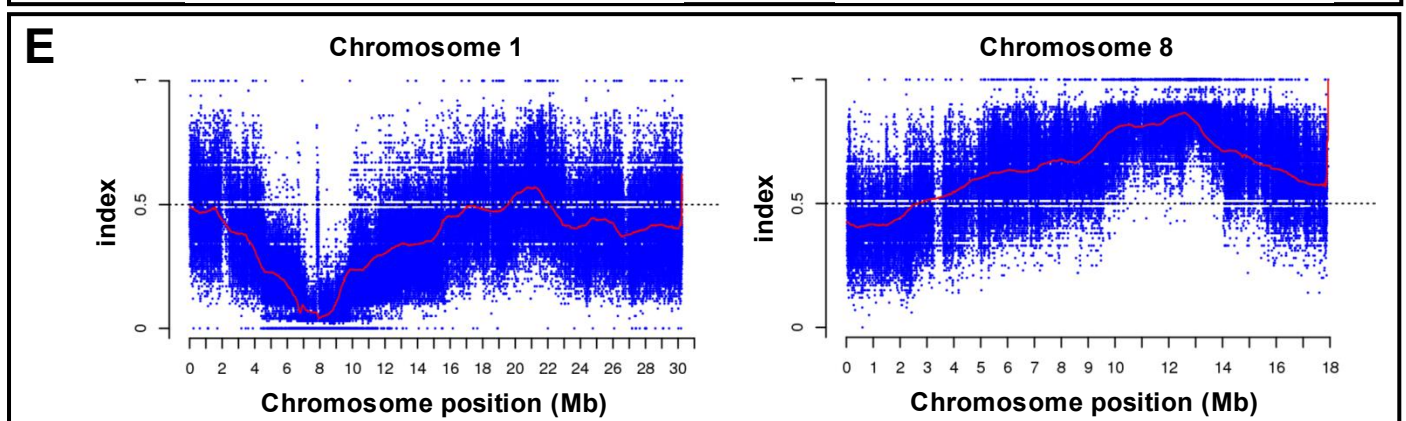 E
Chromosome 1
Chromosome 8
index
1
0.5
0
0 2 4 6 8 10 12 14 16 18 20 22 24 26 28 30
Chromosome position (Mb)
index
1
0.5
0
0 1 2 3 4 5 6 7 8 9 10 12 14 16 18
Chromosome position (Mb)